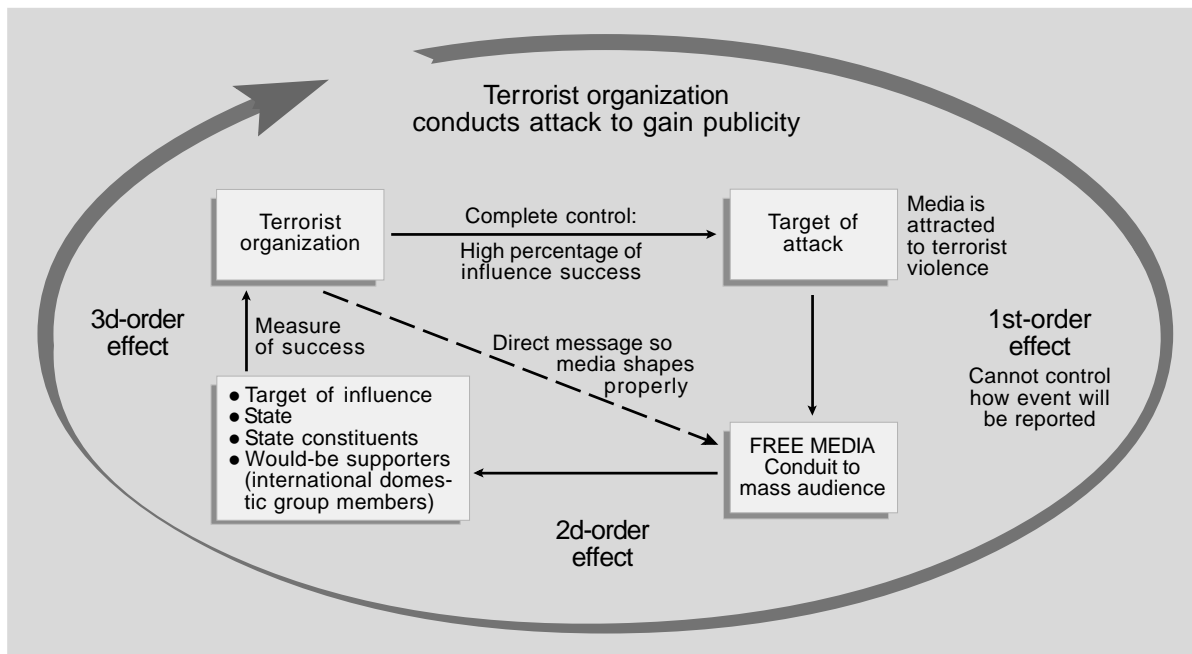 Terrorist organization
conducts attack to gain publicity
Terrorist
organization
Complete control:
High percentage of
influence success
Target of
attack
Media is
attracted
to terrorist
violence
3d-order
effect
Measure
of success
Direct message so
media shapes
properly
1st-order
effect
Cannot control
how event will
be reported
● Target of influence
● State
● State constituents
● Would-be supporters
(international domes-
tic group members)
FREE MEDIA
Conduit to
mass audience
2d-order
effect